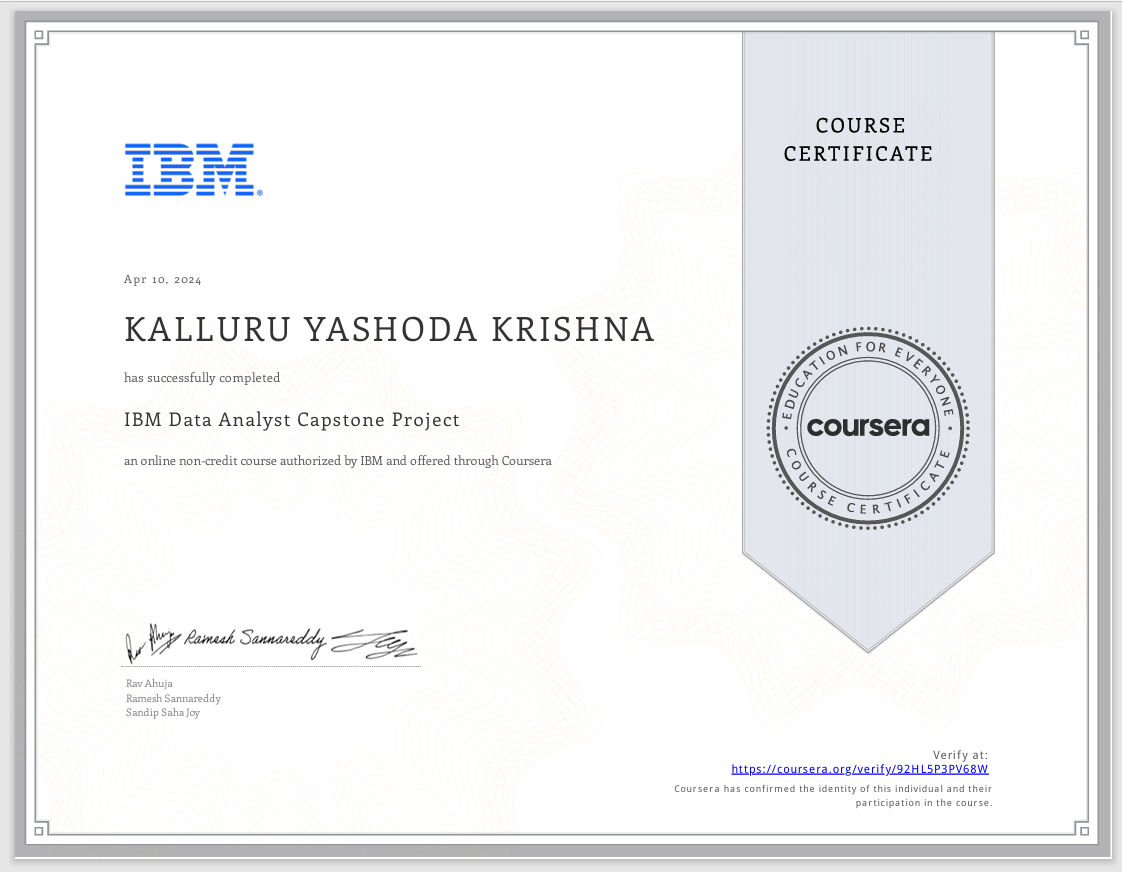 COURSE
CERTIFICATE
IBM®
Apr 10, 2024
KALLURU YASHODA KRISHNA
has successfully completed
IBM Data Analyst Capstone Project
an online non-credit course authorized by IBM and offered through Coursera
EDUCATION FOR EVERYONE
coursera
COURSE CERTIFICATE
Rav Ahuja Ramesh Sannareddy
Rav Ahuja
Ramesh Sannareddy
Sandip Saha Joy
Verify at:
https://coursera.org/verify/92HL5P3PV68W
Coursera has confirmed the identity of this individual and their
participation in the course.